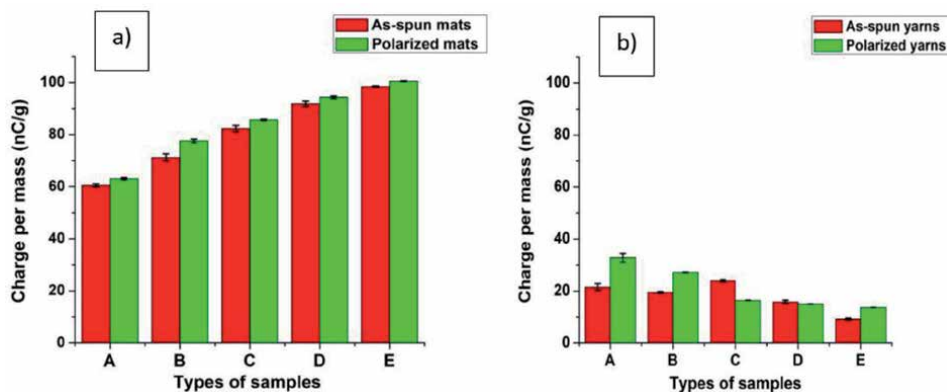 a)
As-spun mats
Polarized mats
Charge per mass (nC/g)
100
80
60
40
20
0
A B C D E
Types of samples
b)
As-spun yarns
Polarized yarns
Charge per mass (nC/g)
100
80
60
40
20
0
A B C D E
Types of samples